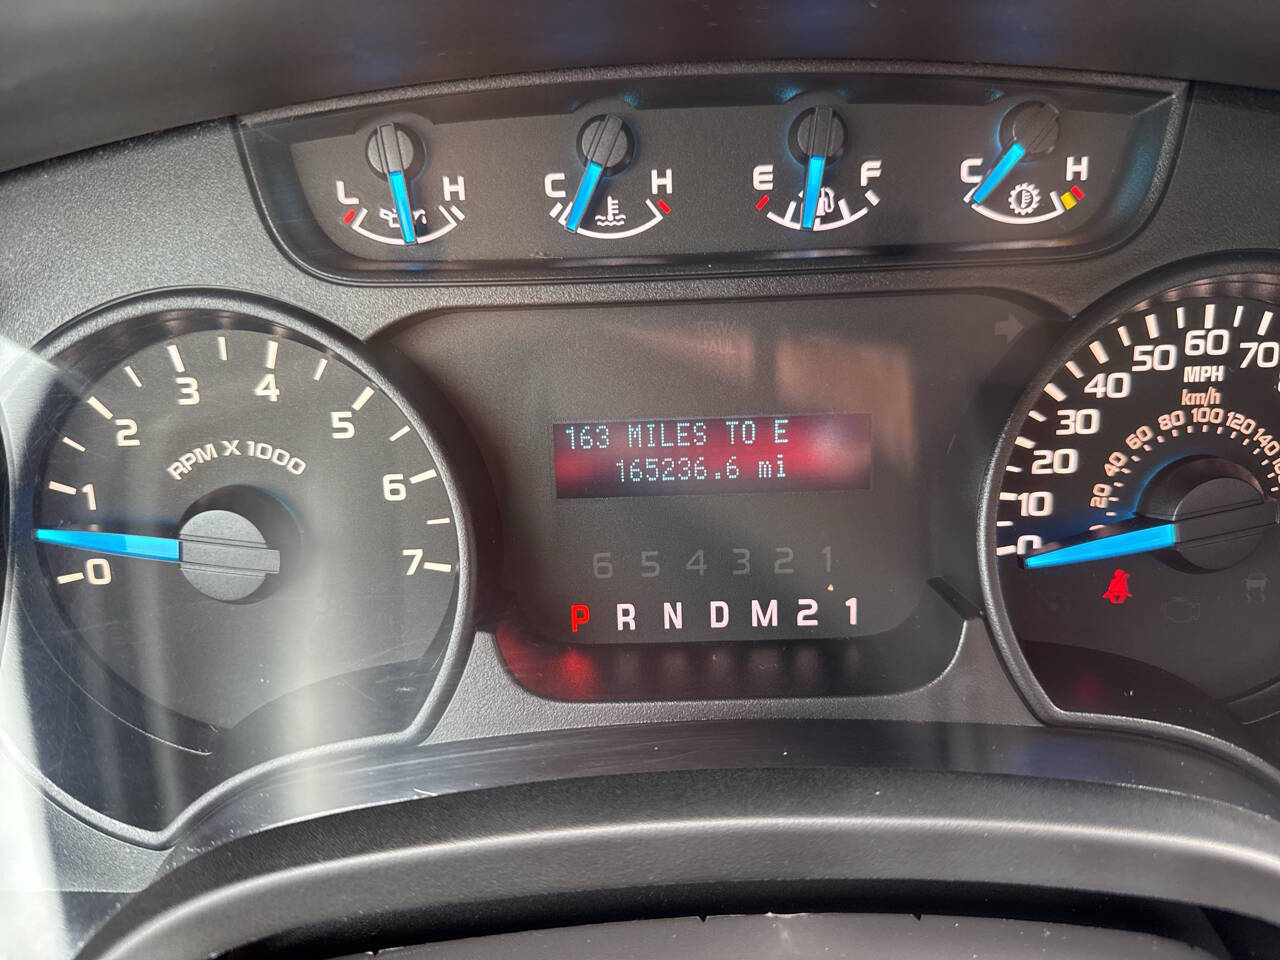 L H
C H
E F
C H
TOW/
HAUL
0 1 2 3 4 5 6 7
RPM X 1000
163 MILES TO E
165236.6 mi
6 5 4 3 2 1
P R N D M 2 1
0 10 20 30 40 50 60 70
MPH
km/h
20 40 60 80 100 120 140